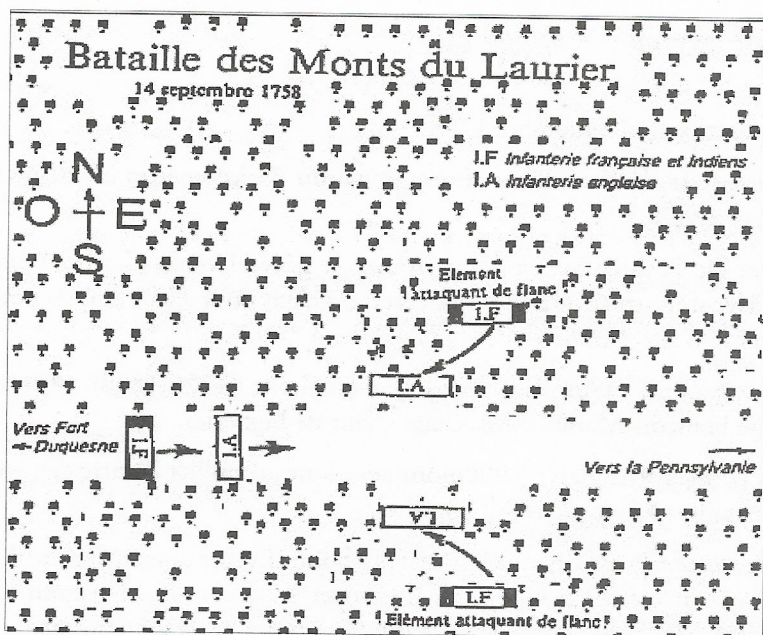 Bataille des Monts du Laurier
14 septembre 1758
I.F Infanterie française et Indiens
I.A Infanterie anglaise
N
O E
S
Element
attaquant de flanc
I.F
I.A
Vers Fort
Duquesne
I.F
I.A
Vers la Pennsylvanie
I.A
I.F
Elément attaquant de flanc